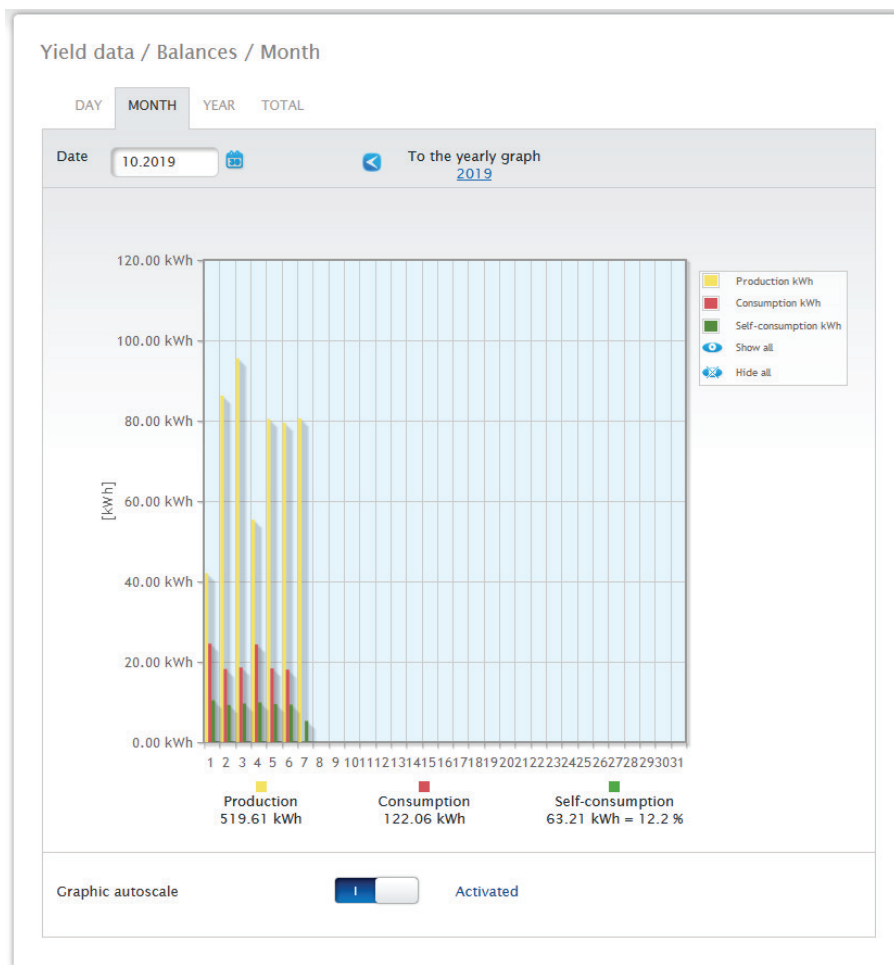 Yield data / Balances / Month
DAY MONTH YEAR TOTAL
Date 10.2019 30 To the yearly graph
2019
120.00 kWh
100.00 kWh
80.00 kWh
60.00 kWh
40.00 kWh
20.00 kWh
0.00 kWh
[kWh]
Production kWh
Consumption kWh
Self-consumption kWh
Show all
Hide all
1 2 3 4 5 6 7 8 9 10 11 12 13 14 15 16 17 18 19 20 21 22 23 24 25 26 27 28 29 30 31
Production Consumption Self-consumption
519.61 kWh 122.06 kWh 63.21 kWh = 12.2 %
Graphic autoscale I Activated